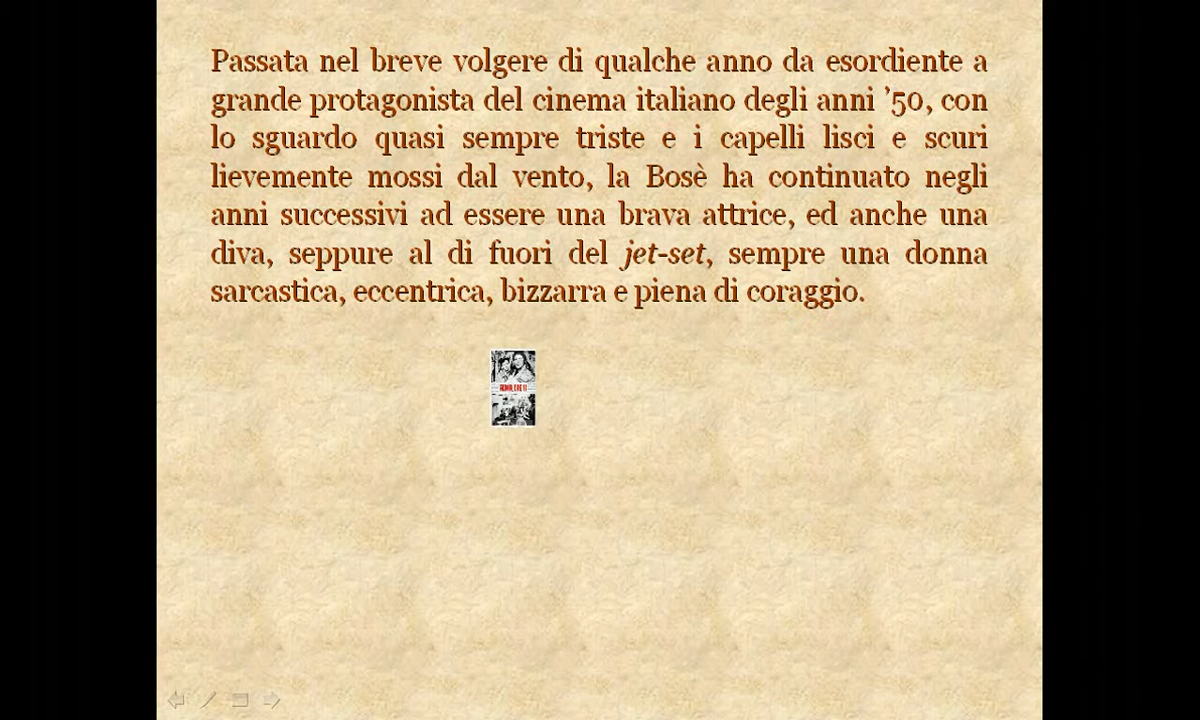 Passata nel breve volgere di qualche anno da esordiente a
grande protagonista del cinema italiano degli anni ’50, con
lo sguardo quasi sempre triste e i capelli lisci e scuri
lievemente mossi dal vento, la Bosè ha continuato negli
anni successivi ad essere una brava attrice, ed anche una
diva, seppure al di fuori del jet-set, sempre una donna
sarcastica, eccentrica, bizzarra e piena di coraggio.
ROMA, ORE 11